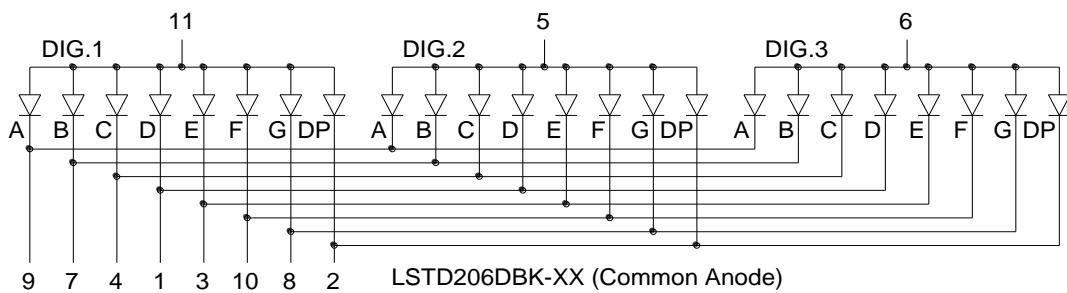 11 5 6
DIG.1 DIG.2 DIG.3
A B C D E F G DP A B C D E F G DP A B C D E F G DP
9 7 4 1 3 10 8 2 LSTD206DBK-XX (Common Anode)